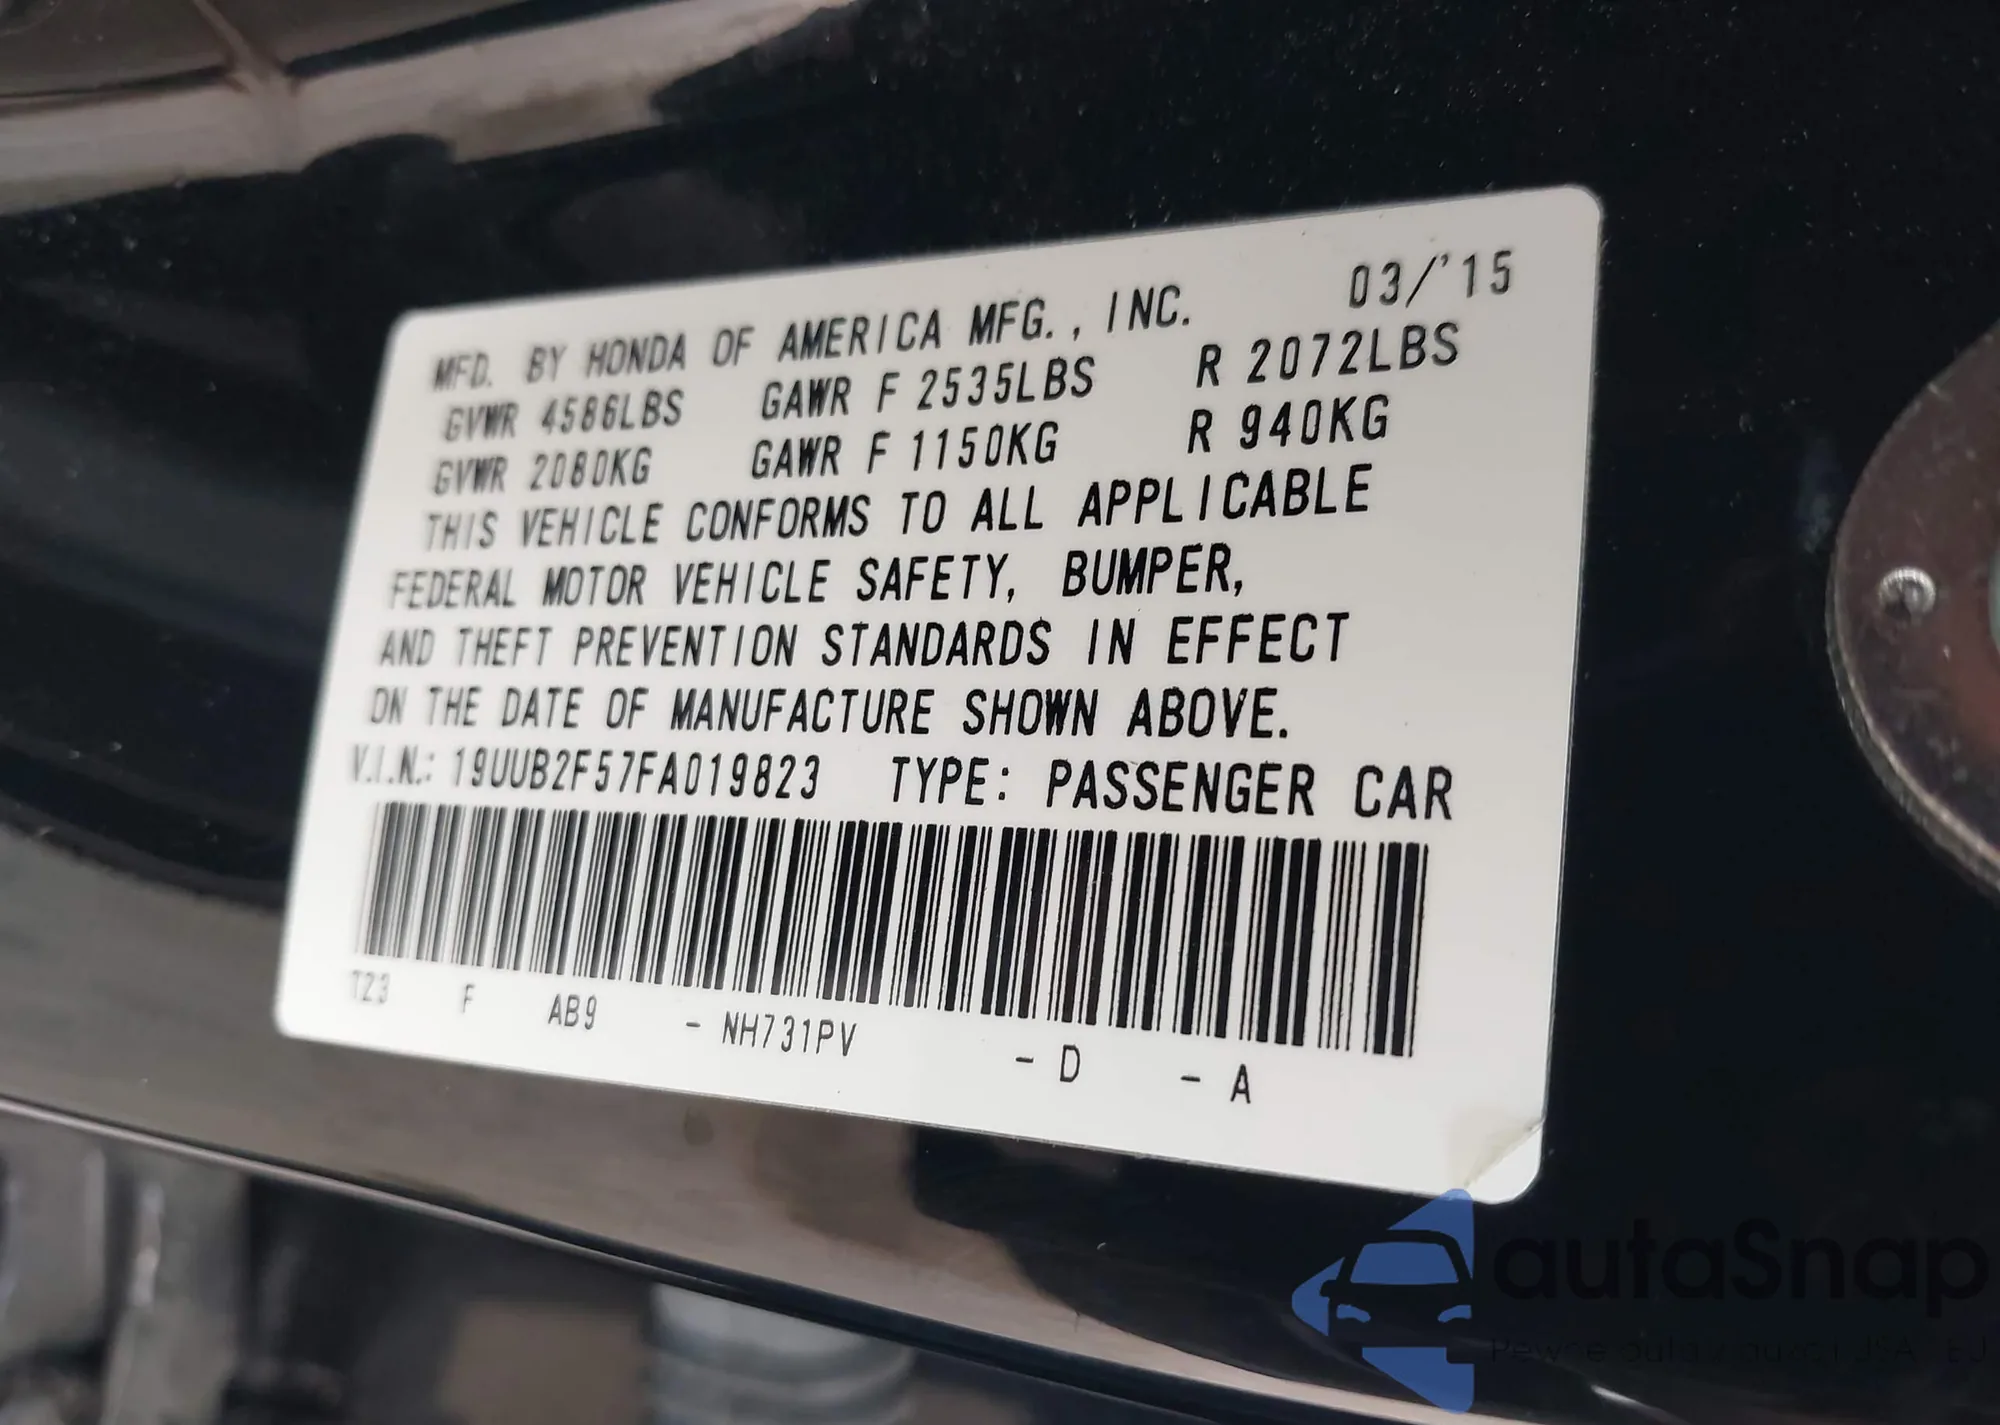 MFD. BY HONDA OF AMERICA MFG., INC. 03/'15
GVWR 4586LBS GAWR F 2535LBS R 2072LBS
GVWR 2080KG GAWR F 1150KG R 940KG
THIS VEHICLE CONFORMS TO ALL APPLICABLE
FEDERAL MOTOR VEHICLE SAFETY, BUMPER,
AND THEFT PREVENTION STANDARDS IN EFFECT
ON THE DATE OF MANUFACTURE SHOWN ABOVE.
V.I.N.: 19UUB2F57FA019823 TYPE: PASSENGER CAR
TZ3 F AB9 - NH731PV - D - A
autaSnap